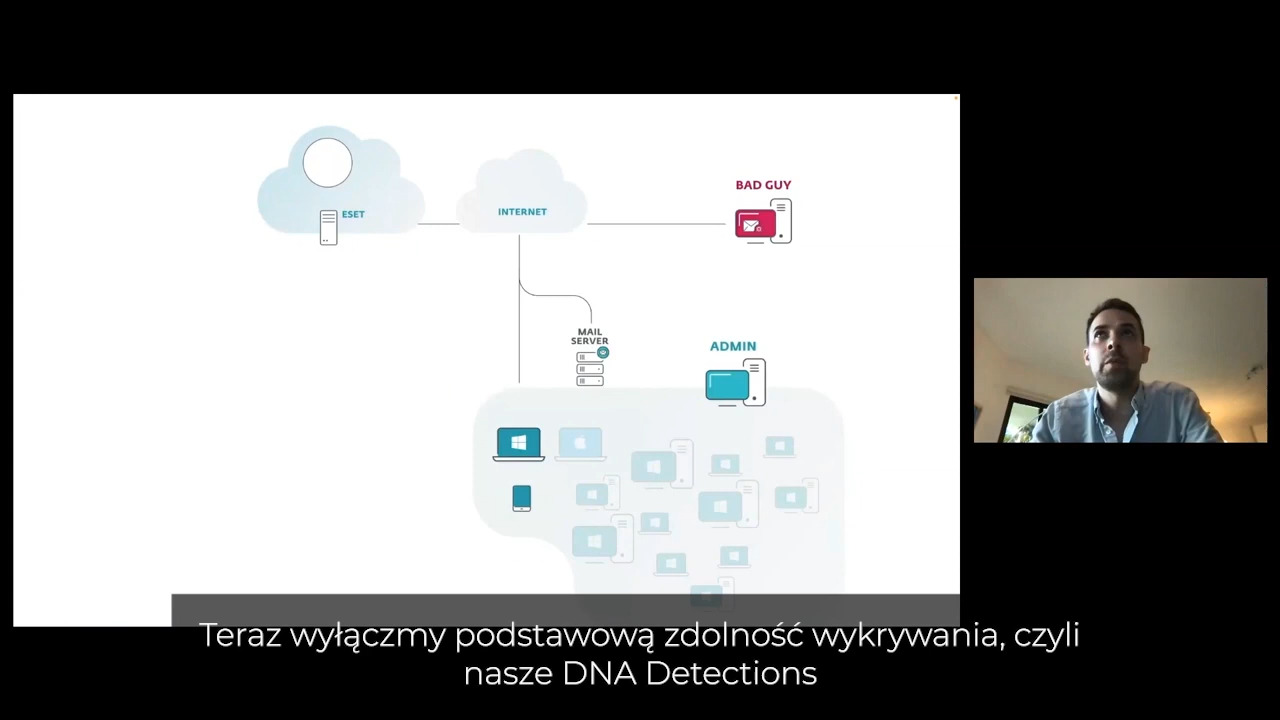 BAD GUY
ESET
INTERNET
MAIL
SERVER
ADMIN
Teraz wyłączmy podstawową zdolność wykrywania, czyli
nasze DNA Detections